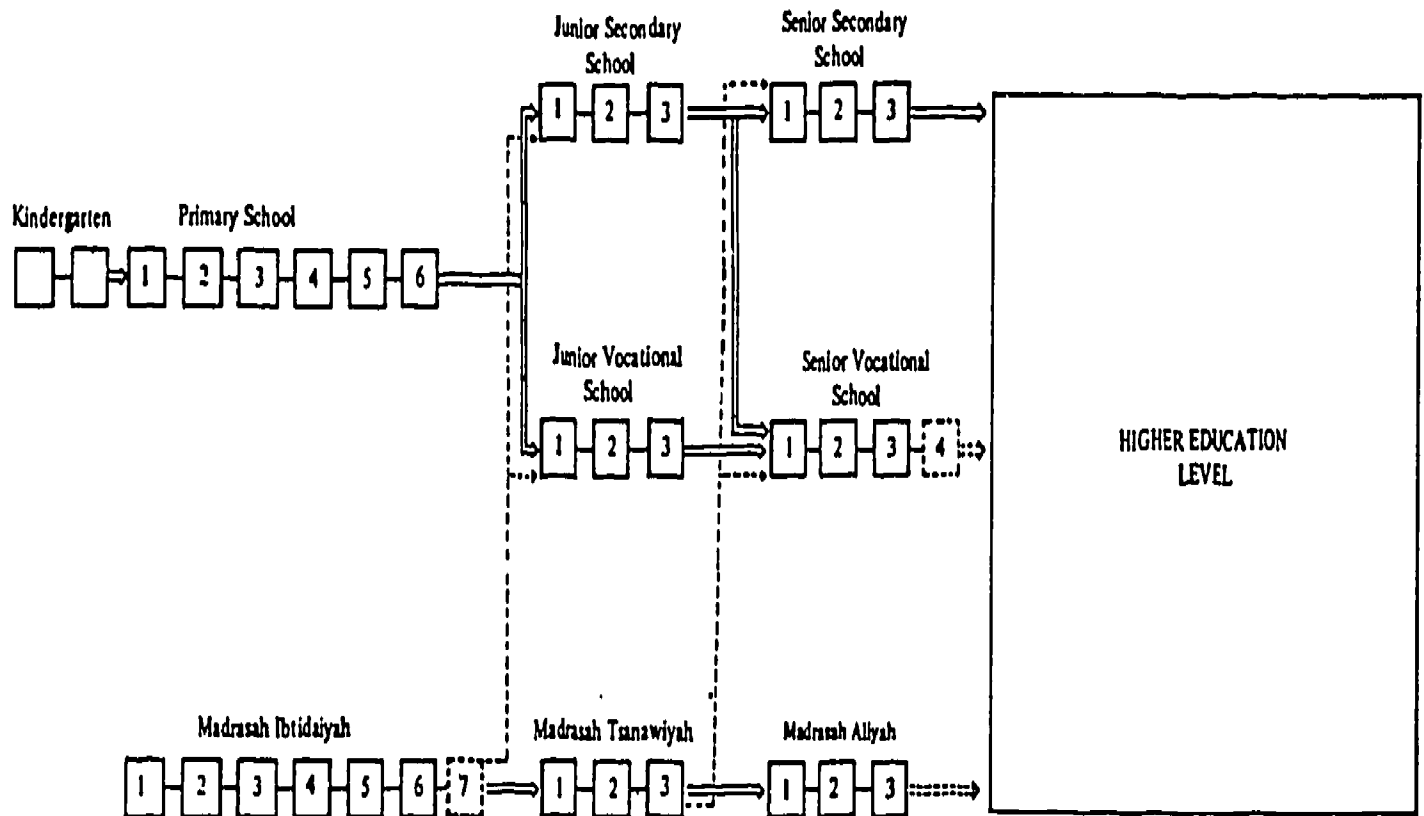 Junior Secondary
School
Senior Secondary
School
1 2 3
1 2 3
Kindergarten
Primary School
1 2 3 4 5 6
Junior Vocational
School
Senior Vocational
School
1 2 3
1 2 3 4
HIGHER EDUCATION
LEVEL
Madrasah Ibtidaiyah
Madrasah Tsanawiyah
Madrasah Aliyah
1 2 3 4 5 6 7
1 2 3
1 2 3